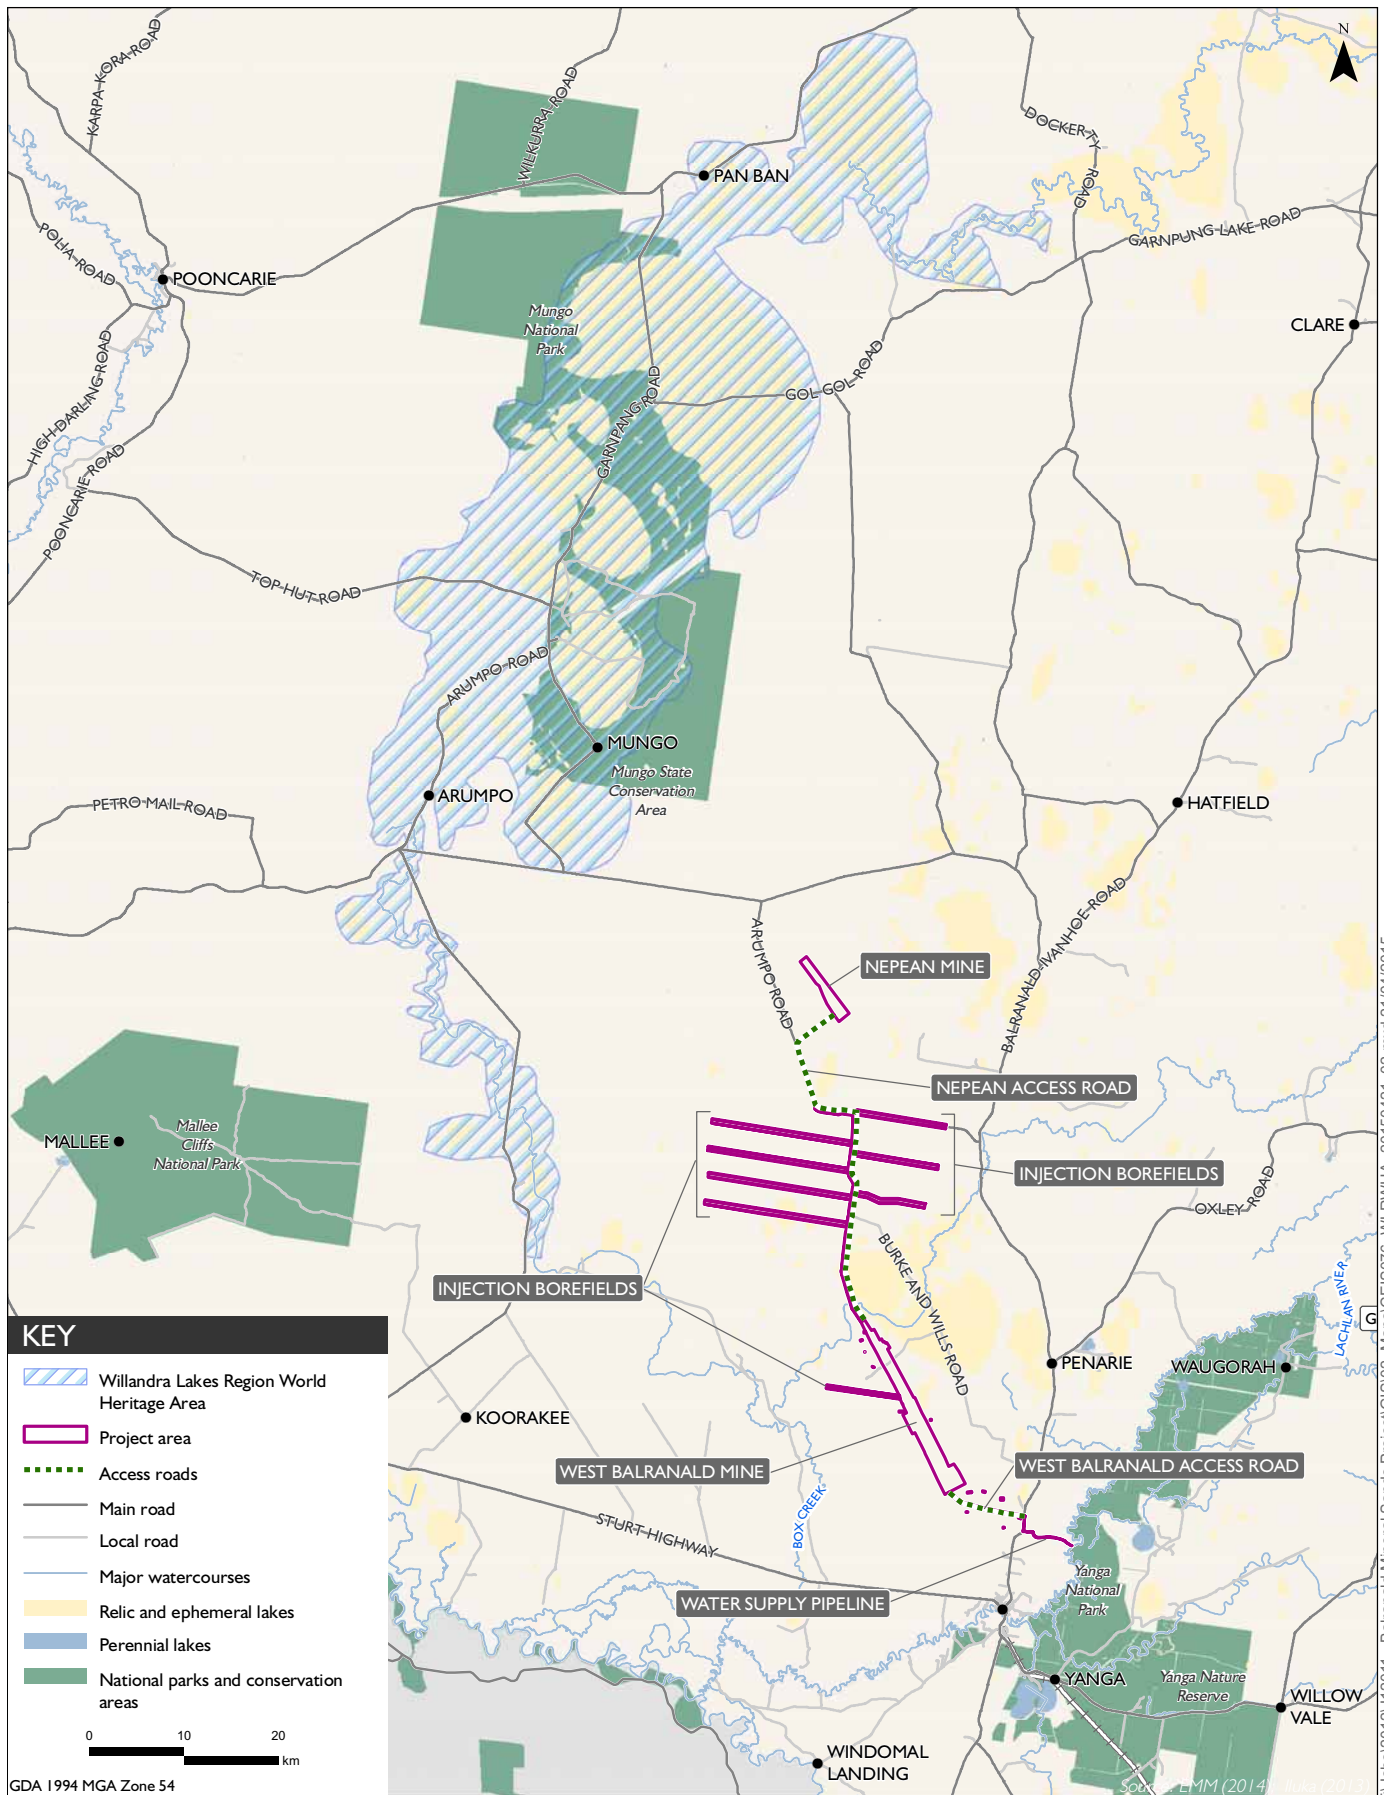 N
KARPA KORA ROAD
WILKURRA ROAD
DOCKERTY ROAD
PAN BAN
GARNPUNG LAKE ROAD
POLIA ROAD
POONCARIE
Mungo
National
Park
CLARE
HIGH DARLING ROAD
GARNPANG ROAD
GOL GOL ROAD
POONCARIE ROAD
TOP HUT ROAD
ARUMPO ROAD
MUNGO
Mungo State
Conservation
Area
ARUMPO
PETRO MAIL ROAD
HATFIELD
BALRANALD-IVANHOE ROAD
ARUMPO ROAD
NEPEAN MINE
NEPEAN ACCESS ROAD
MALLEE
Mallee
Cliffs
National Park
INJECTION BOREFIELDS
OXLEY ROAD
BURKE AND WILLS ROAD
INJECTION BOREFIELDS
LACHLAN RIVER
G
PENARIE
WAUGORAH
KOORAKEE
WEST BALRANALD MINE
WEST BALRANALD ACCESS ROAD
BOX CREEK
STURT HIGHWAY
WATER SUPPLY PIPELINE
Yanga
National
Park
YANGA
Yanga Nature
Reserve
WILLOW
VALE
WINDOMAL
LANDING
KEY
Willandra Lakes Region World
Heritage Area
Project area
Access roads
Main road
Local road
Major watercourses
Relic and ephemeral lakes
Perennial lakes
National parks and conservation
areas
0 10 20
km
GDA 1994 MGA Zone 54
Source: EMM (2014); Iluka (2013)